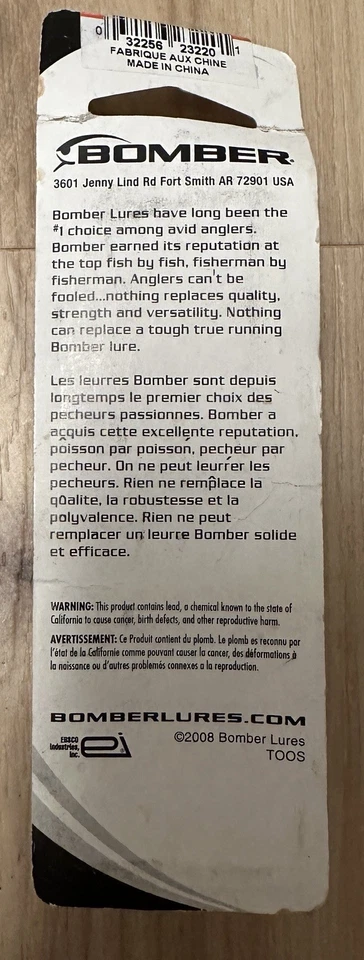 0 32256 23220 1
FABRIQUE AUX CHINE
MADE IN CHINA
BOMBER
3601 Jenny Lind Rd Fort Smith AR 72901 USA
Bomber Lures have long been the
#1 choice among avid anglers.
Bomber earned its reputation at
the top fish by fish, fisherman by
fisherman. Anglers can't be
fooled...nothing replaces quality,
strength and versatility. Nothing
can replace a tough true running
Bomber lure.
Les leurres Bomber sont depuis
longtemps le premier choix des
pecheurs passionnes. Bomber a
acquis cette excellente reputation,
poisson par poisson, pecheur par
pecheur. On ne peut leurrer les
pecheurs. Rien ne remplace la
qualite, la robustesse et la
polyvalence. Rien ne peut
remplacer un leurre Bomber solide
et efficace.
WARNING: This product contains lead, a chemical known to the state of
California to cause cancer, birth defects, and other reproductive harm.
AVERTISSEMENT: Ce Produit contient du plomb. Le plomb es reconnu par
l'état de la Californie comme pouvant causer la cancer, des déformations à
la naissance ou d'autres problemés connexes a la reproduction.
BOMBERLURES.COM
EBSCO
Industries,
Inc.
ei
©2008 Bomber Lures
TOOS